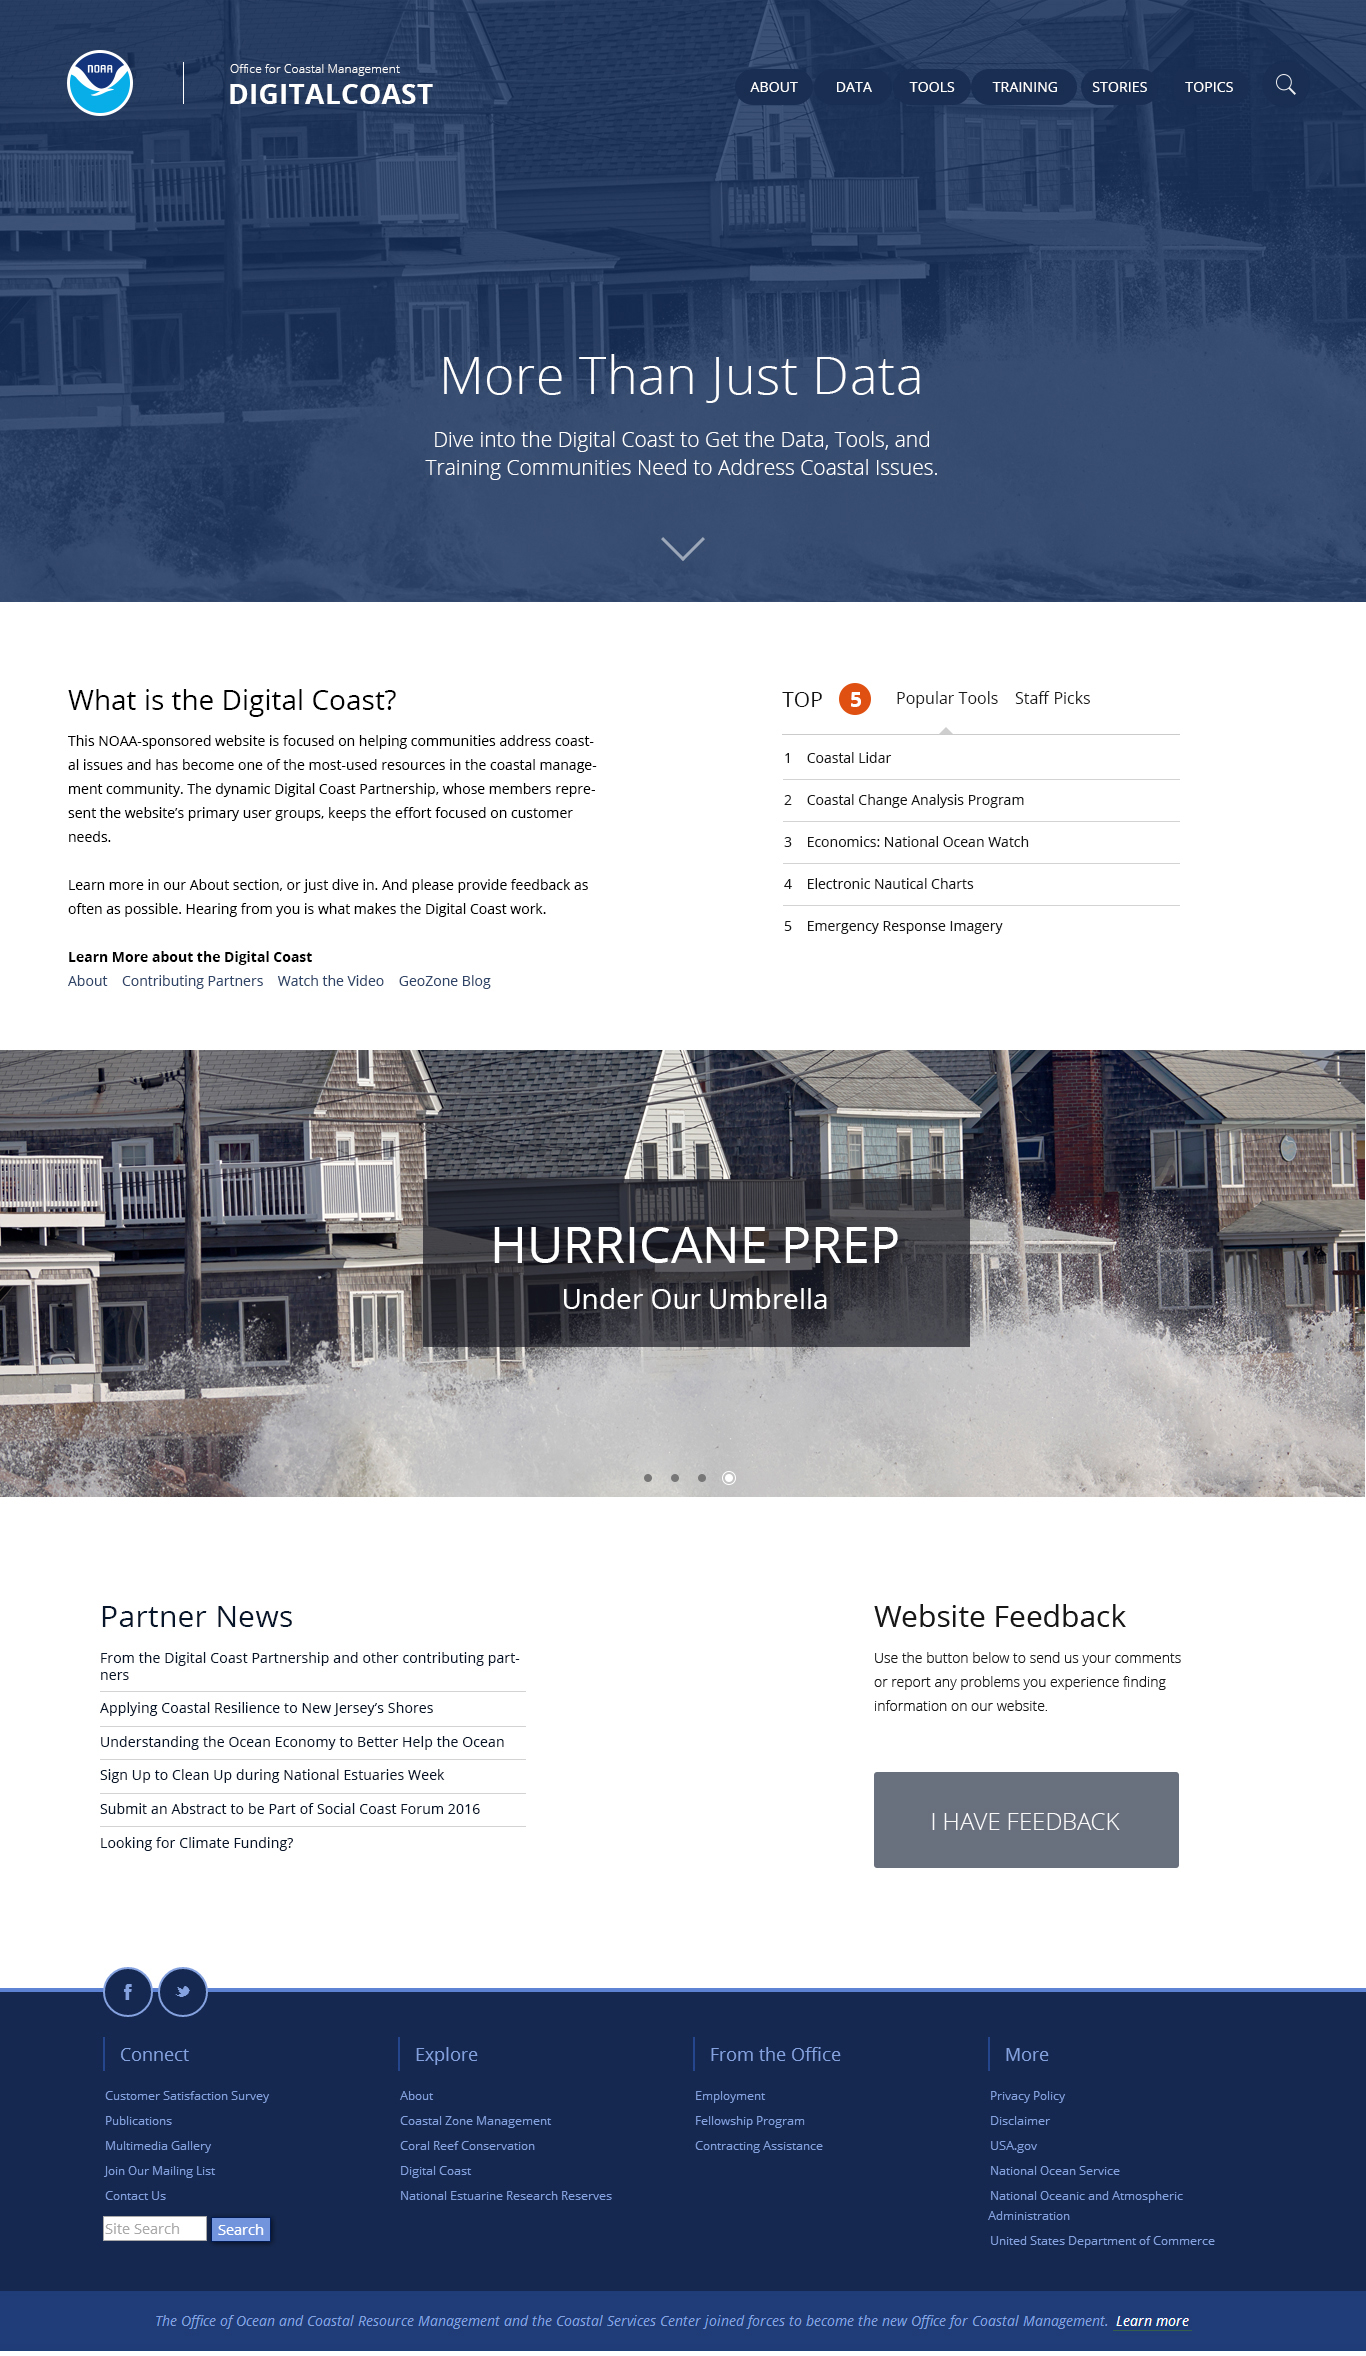 NOAA
Office for Coastal Management
DIGITALCOAST
ABOUT DATA TOOLS TRAINING STORIES TOPICS
More Than Just Data
Dive into the Digital Coast to Get the Data, Tools, and
Training Communities Need to Address Coastal Issues.
What is the Digital Coast?
This NOAA-sponsored website is focused on helping communities address coast-
al issues and has become one of the most-used resources in the coastal manage-
ment community. The dynamic Digital Coast Partnership, whose members repre-
sent the website’s primary user groups, keeps the effort focused on customer
needs.
Learn more in our About section, or just dive in. And please provide feedback as
often as possible. Hearing from you is what makes the Digital Coast work.
Learn More about the Digital Coast
About Contributing Partners Watch the Video GeoZone Blog
TOP 5 Popular Tools Staff Picks
1 Coastal Lidar
2 Coastal Change Analysis Program
3 Economics: National Ocean Watch
4 Electronic Nautical Charts
5 Emergency Response Imagery
HURRICANE PREP
Under Our Umbrella
Partner News
From the Digital Coast Partnership and other contributing part-
ners
Applying Coastal Resilience to New Jersey’s Shores
Understanding the Ocean Economy to Better Help the Ocean
Sign Up to Clean Up during National Estuaries Week
Submit an Abstract to be Part of Social Coast Forum 2016
Looking for Climate Funding?
Website Feedback
Use the button below to send us your comments
or report any problems you experience finding
information on our website.
I HAVE FEEDBACK
Connect
Customer Satisfaction Survey
Publications
Multimedia Gallery
Join Our Mailing List
Contact Us
Site Search Search
Explore
About
Coastal Zone Management
Coral Reef Conservation
Digital Coast
National Estuarine Research Reserves
From the Office
Employment
Fellowship Program
Contracting Assistance
More
Privacy Policy
Disclaimer
USA.gov
National Ocean Service
National Oceanic and Atmospheric
Administration
United States Department of Commerce
The Office of Ocean and Coastal Resource Management and the Coastal Services Center joined forces to become the new Office for Coastal Management. Learn more